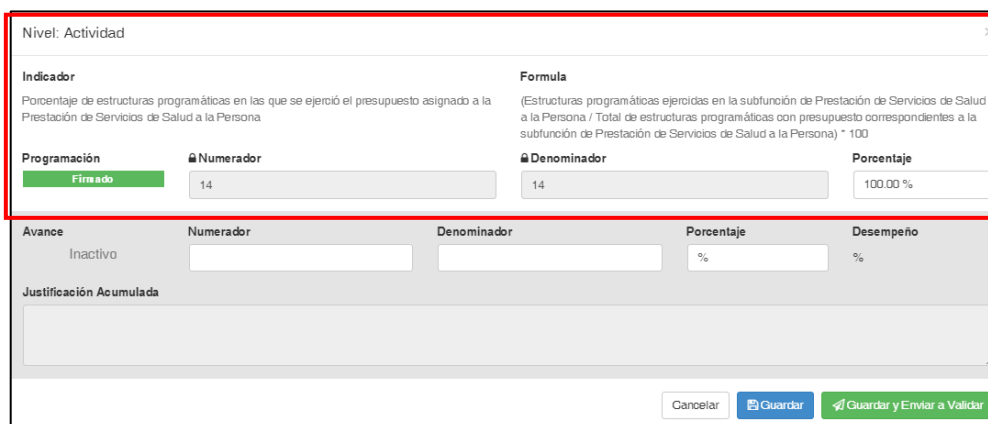 Nivel: Actividad
Indicador
Formula
Porcentaje de estructuras programáticas en las que se ejerció el presupuesto asignado a la
Prestación de Servicios de Salud a la Persona
(Estructuras programáticas ejercidas en la subfunción de Prestación de Servicios de Salud
a la Persona / Total de estructuras programáticas con presupuesto correspondientes a la
subfunción de Prestación de Servicios de Salud a la Persona) * 100
Programación
Numerador
Denominador
Porcentaje
Firmado
14
14
100.00 %
Avance
Numerador
Denominador
Porcentaje
Desempeño
Inactivo
%
%
Justificación Acumulada
Cancelar
Guardar
Guardar y Enviar a Validar